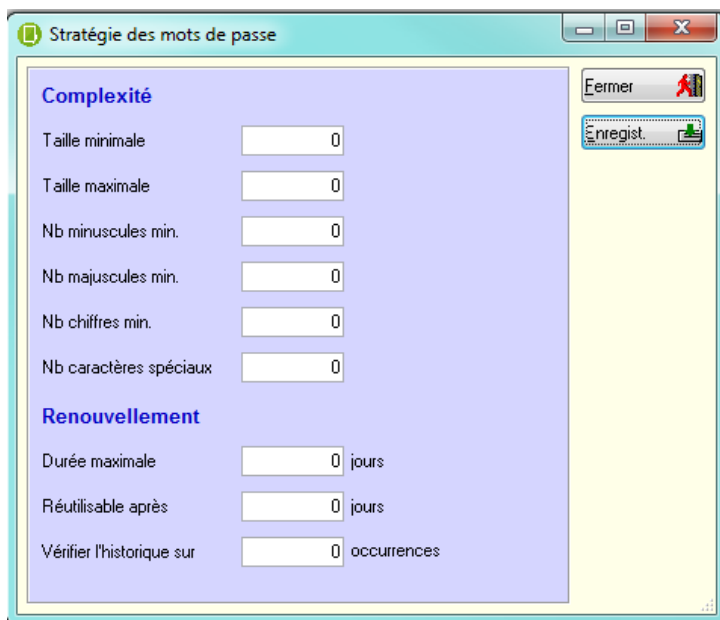 Stratégie des mots de passe
Complexité
Taille minimale 0
Taille maximale 0
Nb minuscules min. 0
Nb majuscules min. 0
Nb chiffres min. 0
Nb caractères spéciaux 0
Renouvellement
Durée maximale 0 jours
Réutilisable après 0 jours
Vérifier l'historique sur 0 occurrences
Fermer
Enregist.